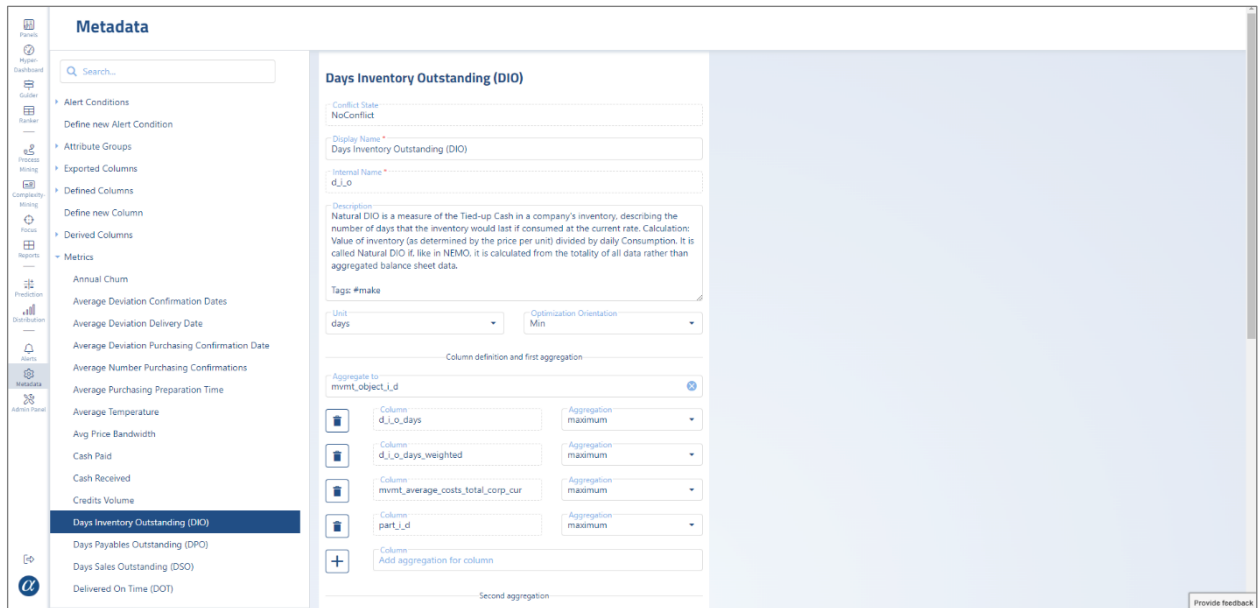 Metadata
Panels
Hyper-
Dashboard
Guider
Ranker
Process
Mining
Complexity-
Mining
Focus
Reports
Prediction
Distribution
Alerts
Metadata
Admin Panel
α
Search...
Alert Conditions
Define new Alert Condition
Attribute Groups
Exported Columns
Defined Columns
Define new Column
Derived Columns
Metrics
Annual Churn
Average Deviation Confirmation Dates
Average Deviation Delivery Date
Average Deviation Purchasing Confirmation Date
Average Number Purchasing Confirmations
Average Purchasing Preparation Time
Average Temperature
Avg Price Bandwidth
Cash Paid
Cash Received
Credits Volume
Days Inventory Outstanding (DIO)
Days Payables Outstanding (DPO)
Days Sales Outstanding (DSO)
Delivered On Time (DOT)
Days Inventory Outstanding (DIO)
Conflict State
NoConflict
Display Name *
Days Inventory Outstanding (DIO)
Internal Name *
d_i_o
Description
Natural DIO is a measure of the Tied-up Cash in a company's inventory, describing the
number of days that the inventory would last if consumed at the current rate. Calculation:
Value of inventory (as determined by the price per unit) divided by daily Consumption. It is
called Natural DIO if, like in NEMO, it is calculated from the totality of all data rather than
aggregated balance sheet data.
Tags: #make
Unit
days
Optimization Orientation
Min
Column definition and first aggregation
Aggregate to
mvmt_object_i_d
Column
d_i_o_days
Aggregation
maximum
Column
d_i_o_days_weighted
Aggregation
maximum
Column
mvmt_average_costs_total_corp_cur
Aggregation
maximum
Column
part_i_d
Aggregation
maximum
Column
Add aggregation for column
Second aggregation
Provide feedback